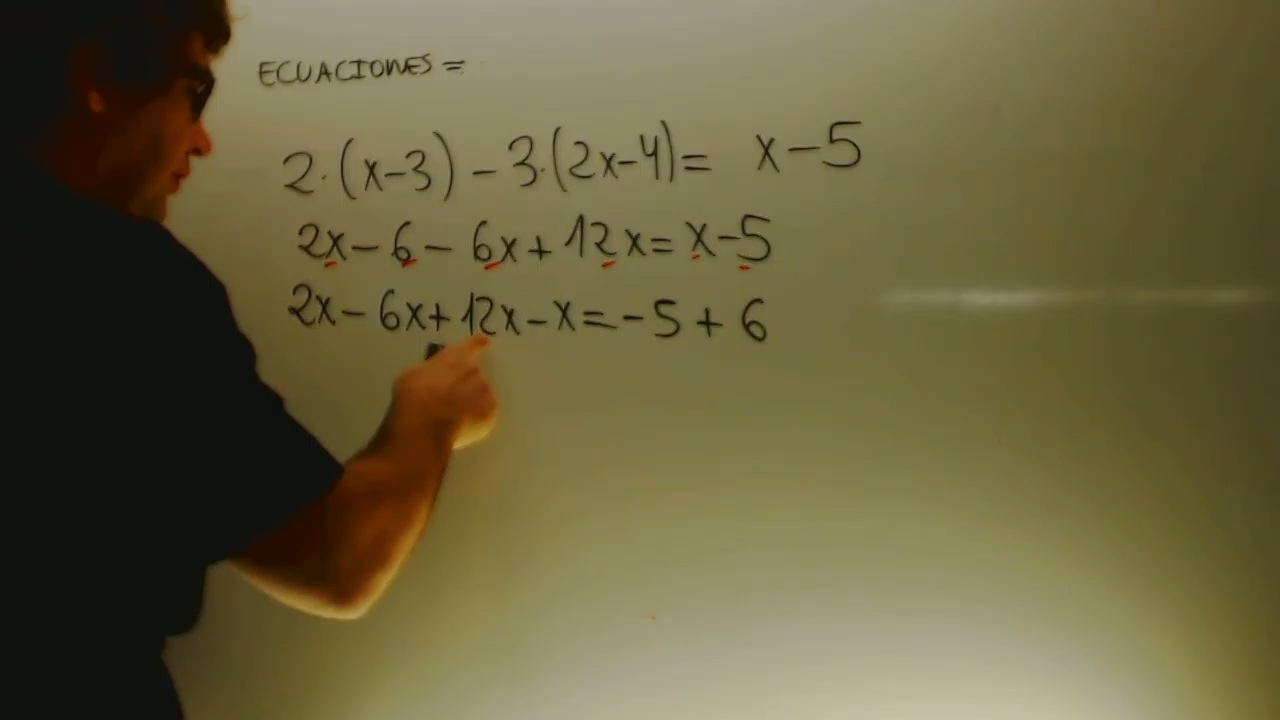 ECUACIONES =
2·(x-3) - 3·(2x-4) = x-5
2x - 6 - 6x + 12x = x-5
2x - 6x + 12x - x = -5 + 6